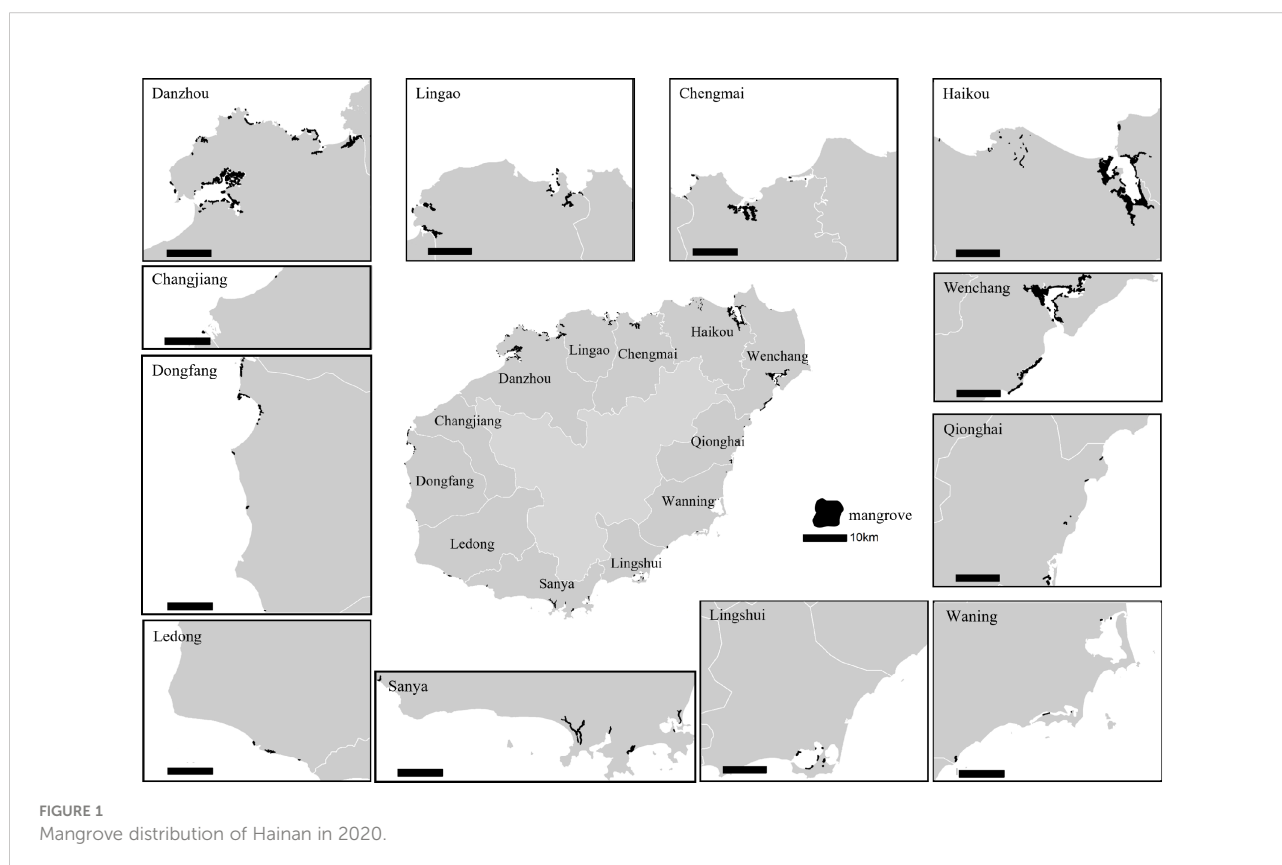 Danzhou
Lingao
Chengmai
Haikou
Changjiang
Wenchang
Dongfang
Haikou
Lingao
Chengmai
Wenchang
Danzhou
Changjiang
Qionghai
Qionghai
Dongfang
Wanning
mangrove
10km
Ledong
Lingshui
Sanya
Ledong
Sanya
Lingshui
Waning
FIGURE 1
Mangrove distribution of Hainan in 2020.